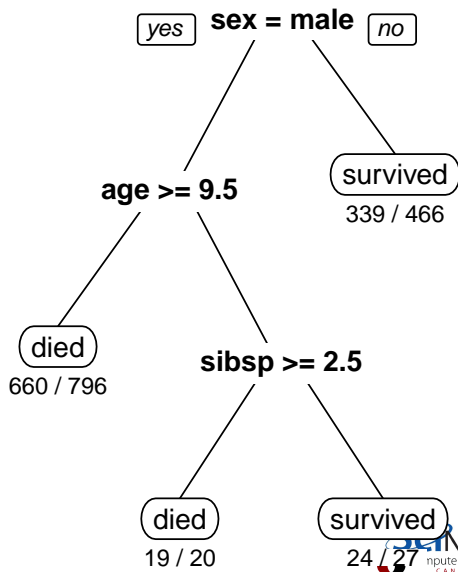 yes sex = male no
survived
339 / 466
age >= 9.5
died
660 / 796
sibsp >= 2.5
died survived
19 / 20 24 / 27